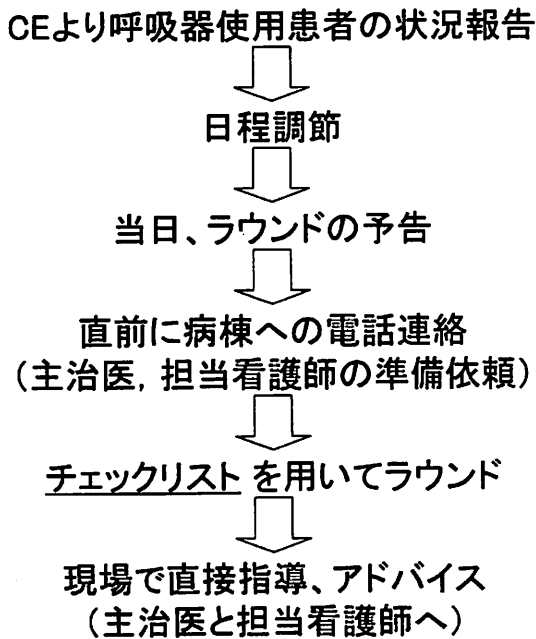 CEより呼吸器使用患者の状況報告
日程調節
当日、ラウンドの予告
直前に病棟への電話連絡
（主治医，担当看護師の準備依頼）
チェックリスト を用いてラウンド
現場で直接指導、アドバイス
（主治医と担当看護師へ）